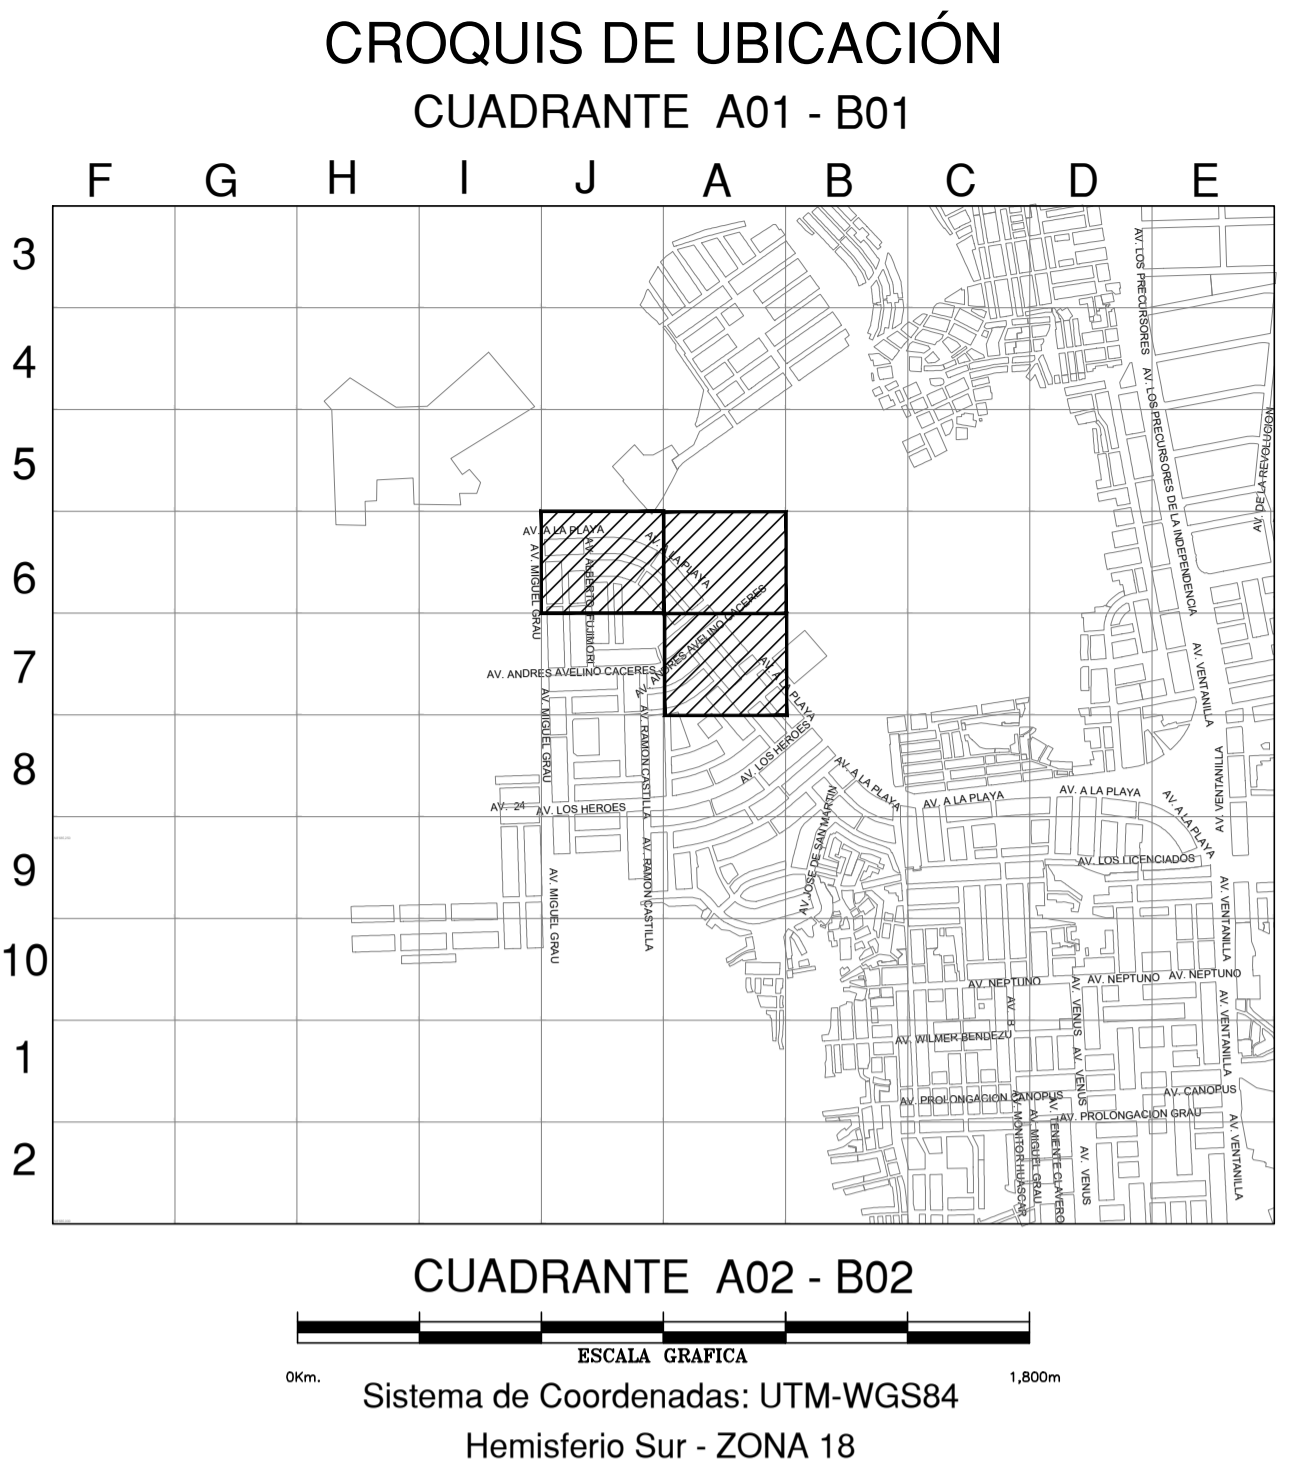 CROQUIS DE UBICACIÓN
CUADRANTE A01 - B01
F G H I J A B C D E
3
AV. LOS PRECURSORES
4
AV. LOS PRECURSORES DE LA INDEPENDENCIA
5
AV. DE LA REVOLUCION
AV. A LA PLAYA
AV. A LA PLAYA
AV. MIGUEL GRAU
AV. ALBERTO FUJIMORI
6
AV. ANDRES AVELINO CACERES
7
AV. ANDRES AVELINO CACERES
AV. A LA PLAYA
AV. VENTANILLA
AV. MIGUEL GRAU
AV. RAMON CASTILLA
8
AV. LOS HEROES
AV. A LA PLAYA
AV. VENTANILLA
AV. 24
AV. LOS HEROES
AV. A LA PLAYA
AV. A LA PLAYA
AV. A LA PLAYA
AV. JOSE DE SAN MARTIN
9
AV. LOS LICENCIADOS
AV. MIGUEL GRAU
AV. RAMON CASTILLA
AV. VENTANILLA
10
AV. NEPTUNO
AV. NEPTUNO
AV. NEPTUNO
AV. B
AV. VENUS
AV. VENTANILLA
1
AV. WILMER BENDEZU
AV. VENUS
AV. PROLONGACION CANOPUS
AV. CANOPUS
AV. PROLONGACION GRAU
2
AV. MONITOR HUASCAR
AV. MIGUEL GRAU
AV. TENIENTE CLAVERO
AV. VENUS
AV. VENTANILLA
CUADRANTE A02 - B02
ESCALA GRAFICA
0Km. 1,800m
Sistema de Coordenadas: UTM-WGS84
Hemisferio Sur - ZONA 18